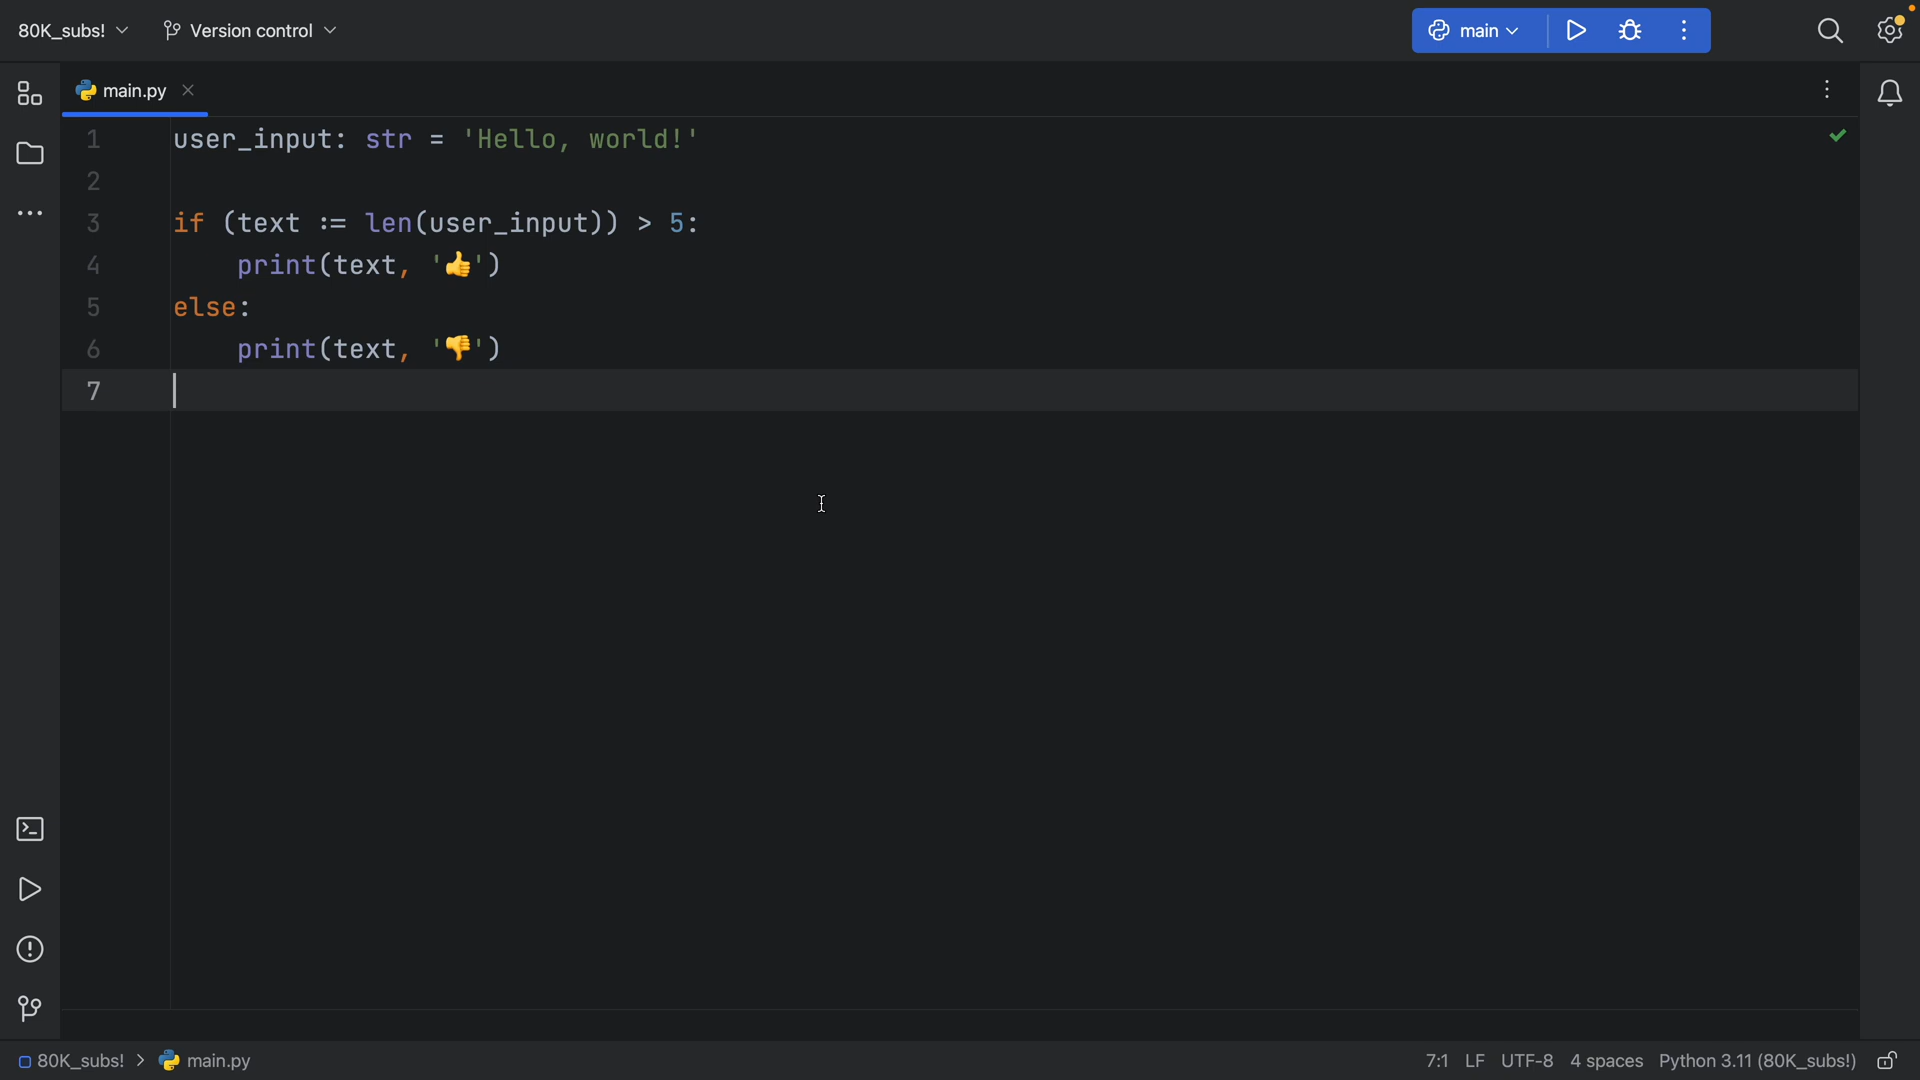 80K_subs! Version control main
main.py
1 user_input: str = 'Hello, world!'
2
3 if (text := len(user_input)) > 5:
4     print(text, '👍')
5 else:
6     print(text, '👎')
7
80K_subs! > main.py 7:1 LF UTF-8 4 spaces Python 3.11 (80K_subs!)